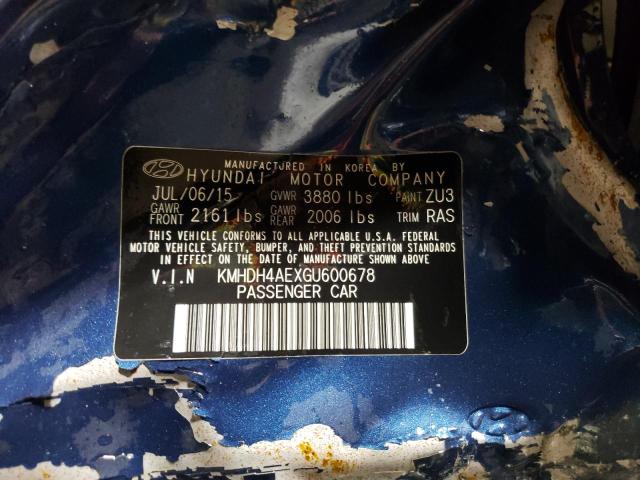 MANUFACTURED IN KOREA BY
HYUNDAI MOTOR COMPANY
JUL/06/15 GVWR 3880 lbs PAINT ZU3
GAWR FRONT 2161 lbs GAWR REAR 2006 lbs TRIM RAS
THIS VEHICLE CONFORMS TO ALL APPLICABLE U.S.A. FEDERAL
MOTOR VEHICLE SAFETY, BUMPER, AND THEFT PREVENTION STANDARDS
IN EFFECT ON THE DATE OF MANUFACTURE SHOWN ABOVE
V.I.N KMHDH4AEXGU600678
PASSENGER CAR